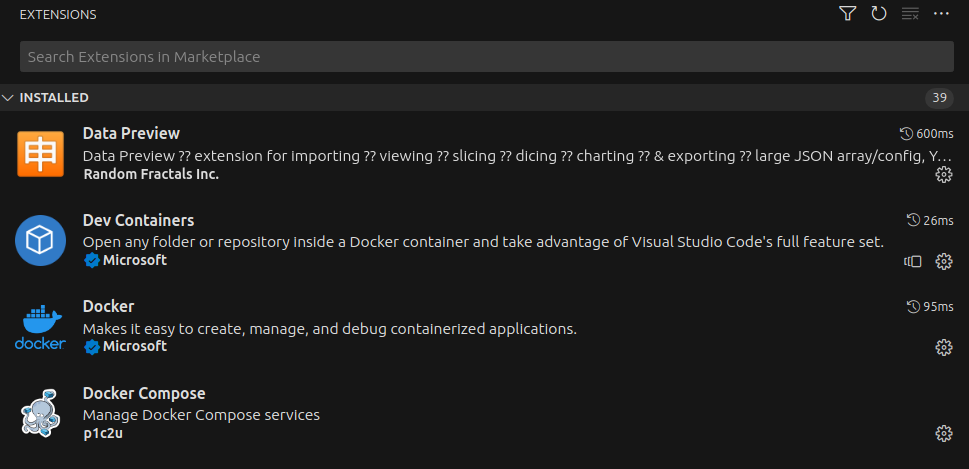 EXTENSIONS
Search Extensions in Marketplace
INSTALLED 39
申
Data Preview 600ms
Data Preview ?? extension for importing ?? viewing ?? slicing ?? dicing ?? charting ?? & exporting ?? large JSON array/config, Y...
Random Fractals Inc.
Dev Containers 26ms
Open any folder or repository inside a Docker container and take advantage of Visual Studio Code's full feature set.
Microsoft
Docker 95ms
Makes it easy to create, manage, and debug containerized applications.
docker Microsoft
Docker Compose
Manage Docker Compose services
p1c2u